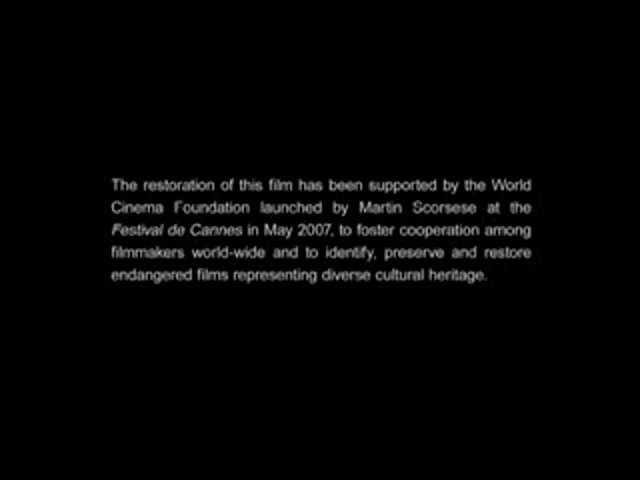 The restoration of this film has been supported by the World
Cinema Foundation launched by Martin Scorsese at the
Festival de Cannes in May 2007, to foster cooperation among
filmmakers world-wide and to identify, preserve and restore
endangered films representing diverse cultural heritage.